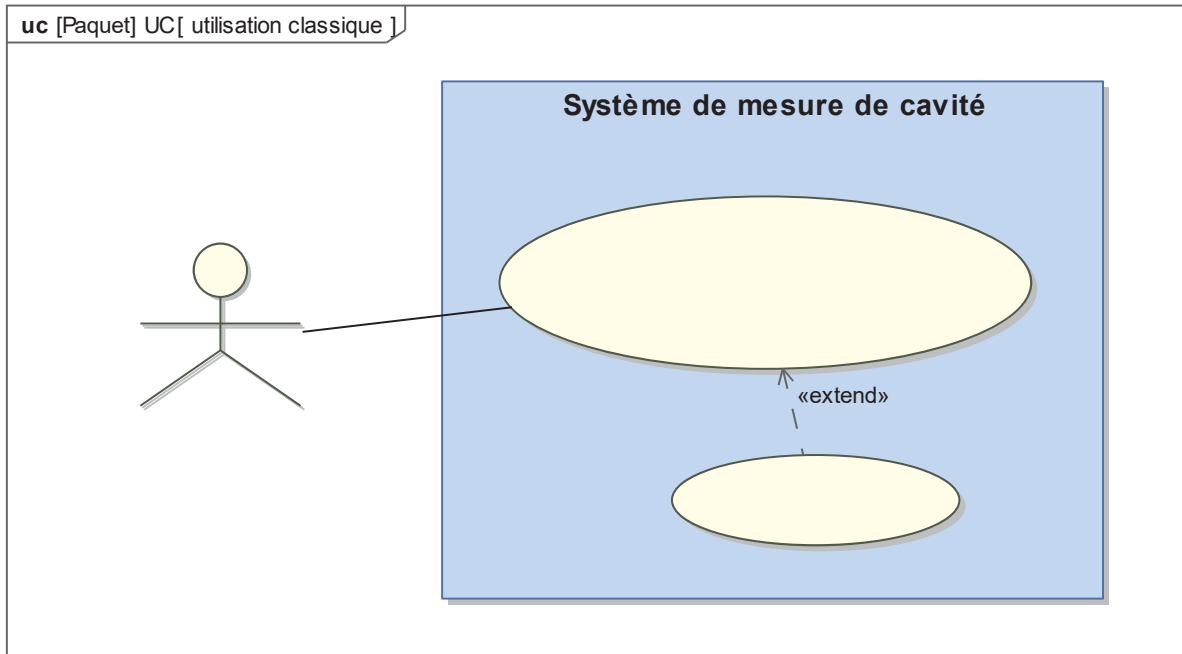 uc [Paquet] UC[ utilisation classique ]
Système de mesure de cavité
«extend»